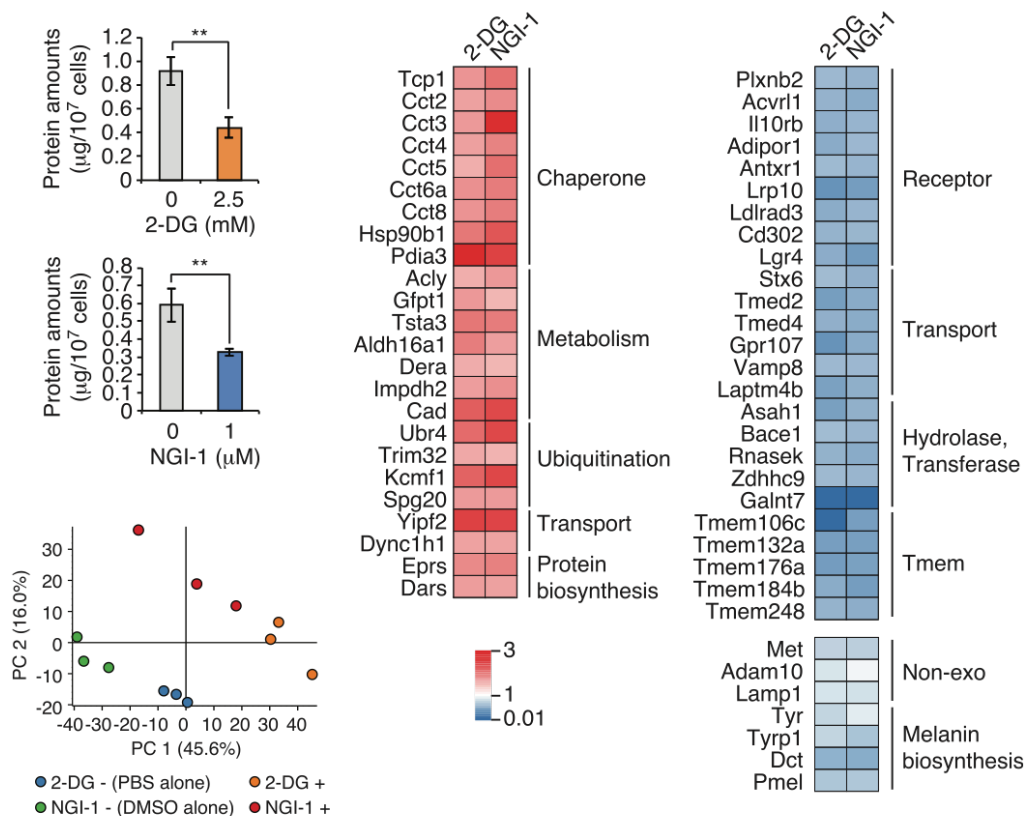 1.2
1.0
0.8
0.6
0.4
0.2
0
Protein amounts
(μg/10⁷ cells)
**
0 2.5
2-DG (mM)
0.8
0.7
0.6
0.5
0.4
0.3
0.2
0.1
0
Protein amounts
(μg/10⁷ cells)
**
0 1
NGI-1 (μM)
30
20
10
0
-10
-20
PC 2 (16.0%)
-40 -30 -20 -10 0 10 20 30 40
PC 1 (45.6%)
2-DG - (PBS alone)
2-DG +
NGI-1 - (DMSO alone)
NGI-1 +
2-DG
NGI-1
Tcp1
Cct2
Cct3
Cct4
Cct5
Cct6a
Cct8
Hsp90b1
Pdia3
Chaperone
Acly
Gfpt1
Tsta3
Aldh16a1
Dera
Impdh2
Cad
Metabolism
Ubr4
Trim32
Kcmf1
Spg20
Ubiquitination
Yipf2
Dync1h1
Transport
Eprs
Dars
Protein
biosynthesis
3
1
0.01
2-DG
NGI-1
Plxnb2
Acvrl1
Il10rb
Adipor1
Antxr1
Lrp10
Ldlrad3
Cd302
Lgr4
Receptor
Stx6
Tmed2
Tmed4
Gpr107
Vamp8
Laptm4b
Transport
Asah1
Bace1
Rnasek
Zdhhc9
Galnt7
Hydrolase,
Transferase
Tmem106c
Tmem132a
Tmem176a
Tmem184b
Tmem248
Tmem
Met
Adam10
Lamp1
Non-exo
Tyr
Tyrp1
Dct
Pmel
Melanin
biosynthesis